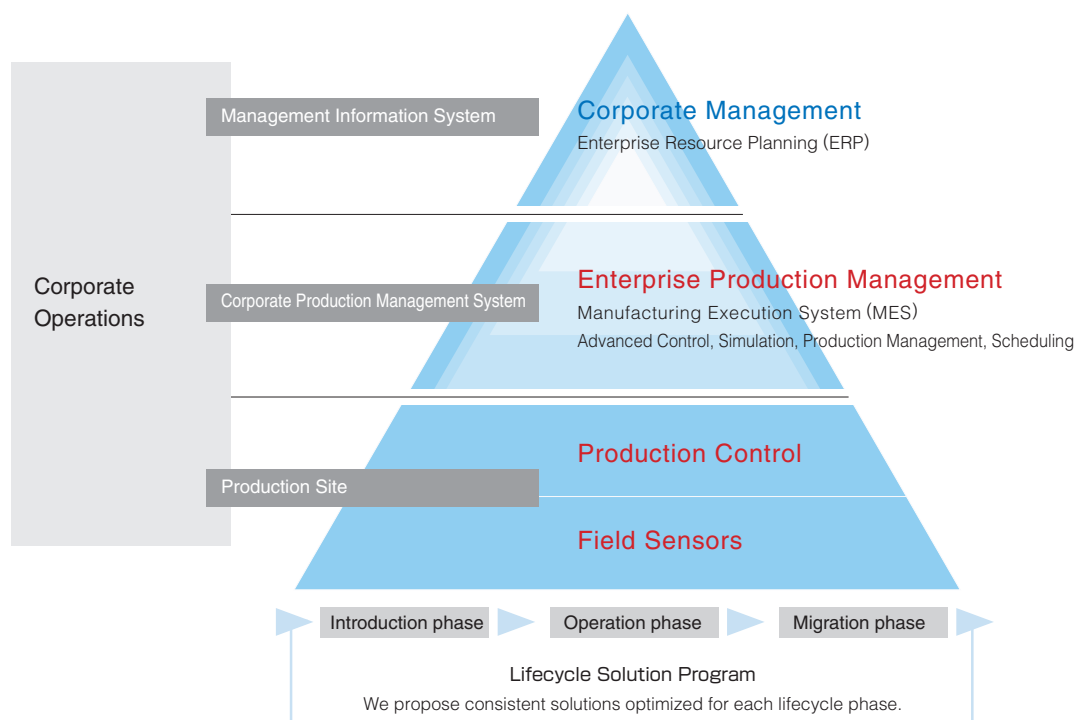 Management Information System
Corporate Management
Enterprise Resource Planning (ERP)
Corporate
Operations
Corporate Production Management System
Enterprise Production Management
Manufacturing Execution System (MES)
Advanced Control, Simulation, Production Management, Scheduling
Production Control
Production Site
Field Sensors
Introduction phase
Operation phase
Migration phase
Lifecycle Solution Program
We propose consistent solutions optimized for each lifecycle phase.